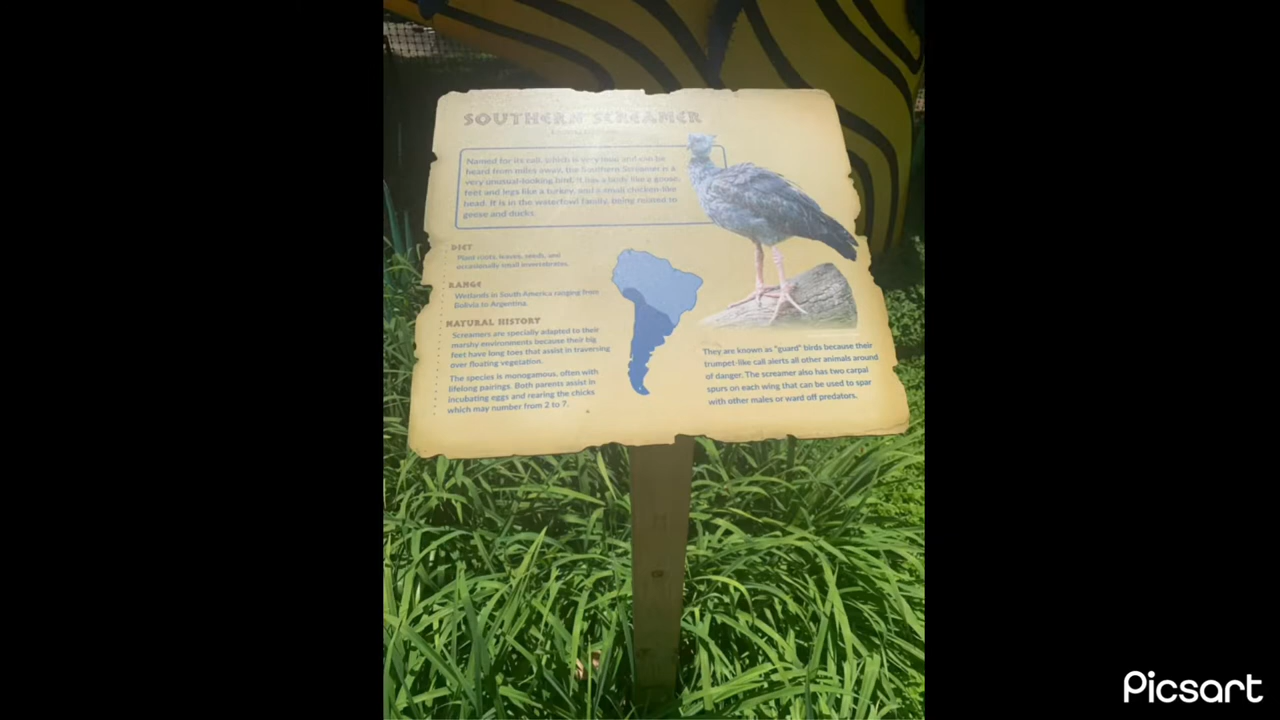 SOUTHERN SCREAMER
Named for its call, which is very loud and can be
heard from miles away, the Southern Screamer is a
very unusual-looking bird. It has a body like a goose,
feet and legs like a turkey, and a small chicken-like
head. It is in the waterfowl family, being related to
geese and ducks.
DIET
Plant roots, leaves, seeds, and
occasionally small invertebrates.
RANGE
Wetlands in South America ranging from
Bolivia to Argentina.
NATURAL HISTORY
Screamers are specially adapted to their
marshy environments because their big
feet have long toes that assist in traversing
over floating vegetation.
The species is monogamous, often with
lifelong pairings. Both parents assist in
incubating eggs and rearing the chicks
which may number from 2 to 7.
They are known as "guard" birds because their
trumpet-like call alerts all other animals around
of danger. The screamer also has two carpal
spurs on each wing that can be used to spar
with other males or ward off predators.
Picsart